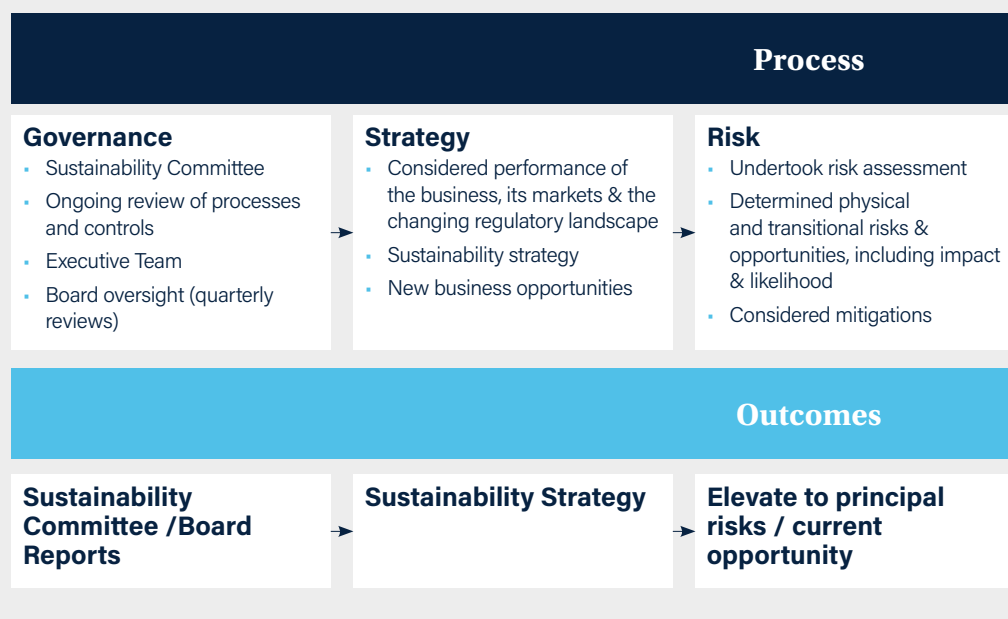 Process
Governance
▪ Sustainability Committee
▪ Ongoing review of processes
and controls
▪ Executive Team
▪ Board oversight (quarterly
reviews)
Strategy
▪ Considered performance of
the business, its markets & the
changing regulatory landscape
▪ Sustainability strategy
▪ New business opportunities
Risk
▪ Undertook risk assessment
▪ Determined physical
and transitional risks &
opportunities, including impact
& likelihood
▪ Considered mitigations
Outcomes
Sustainability
Committee /Board
Reports
Sustainability Strategy
Elevate to principal
risks / current
opportunity